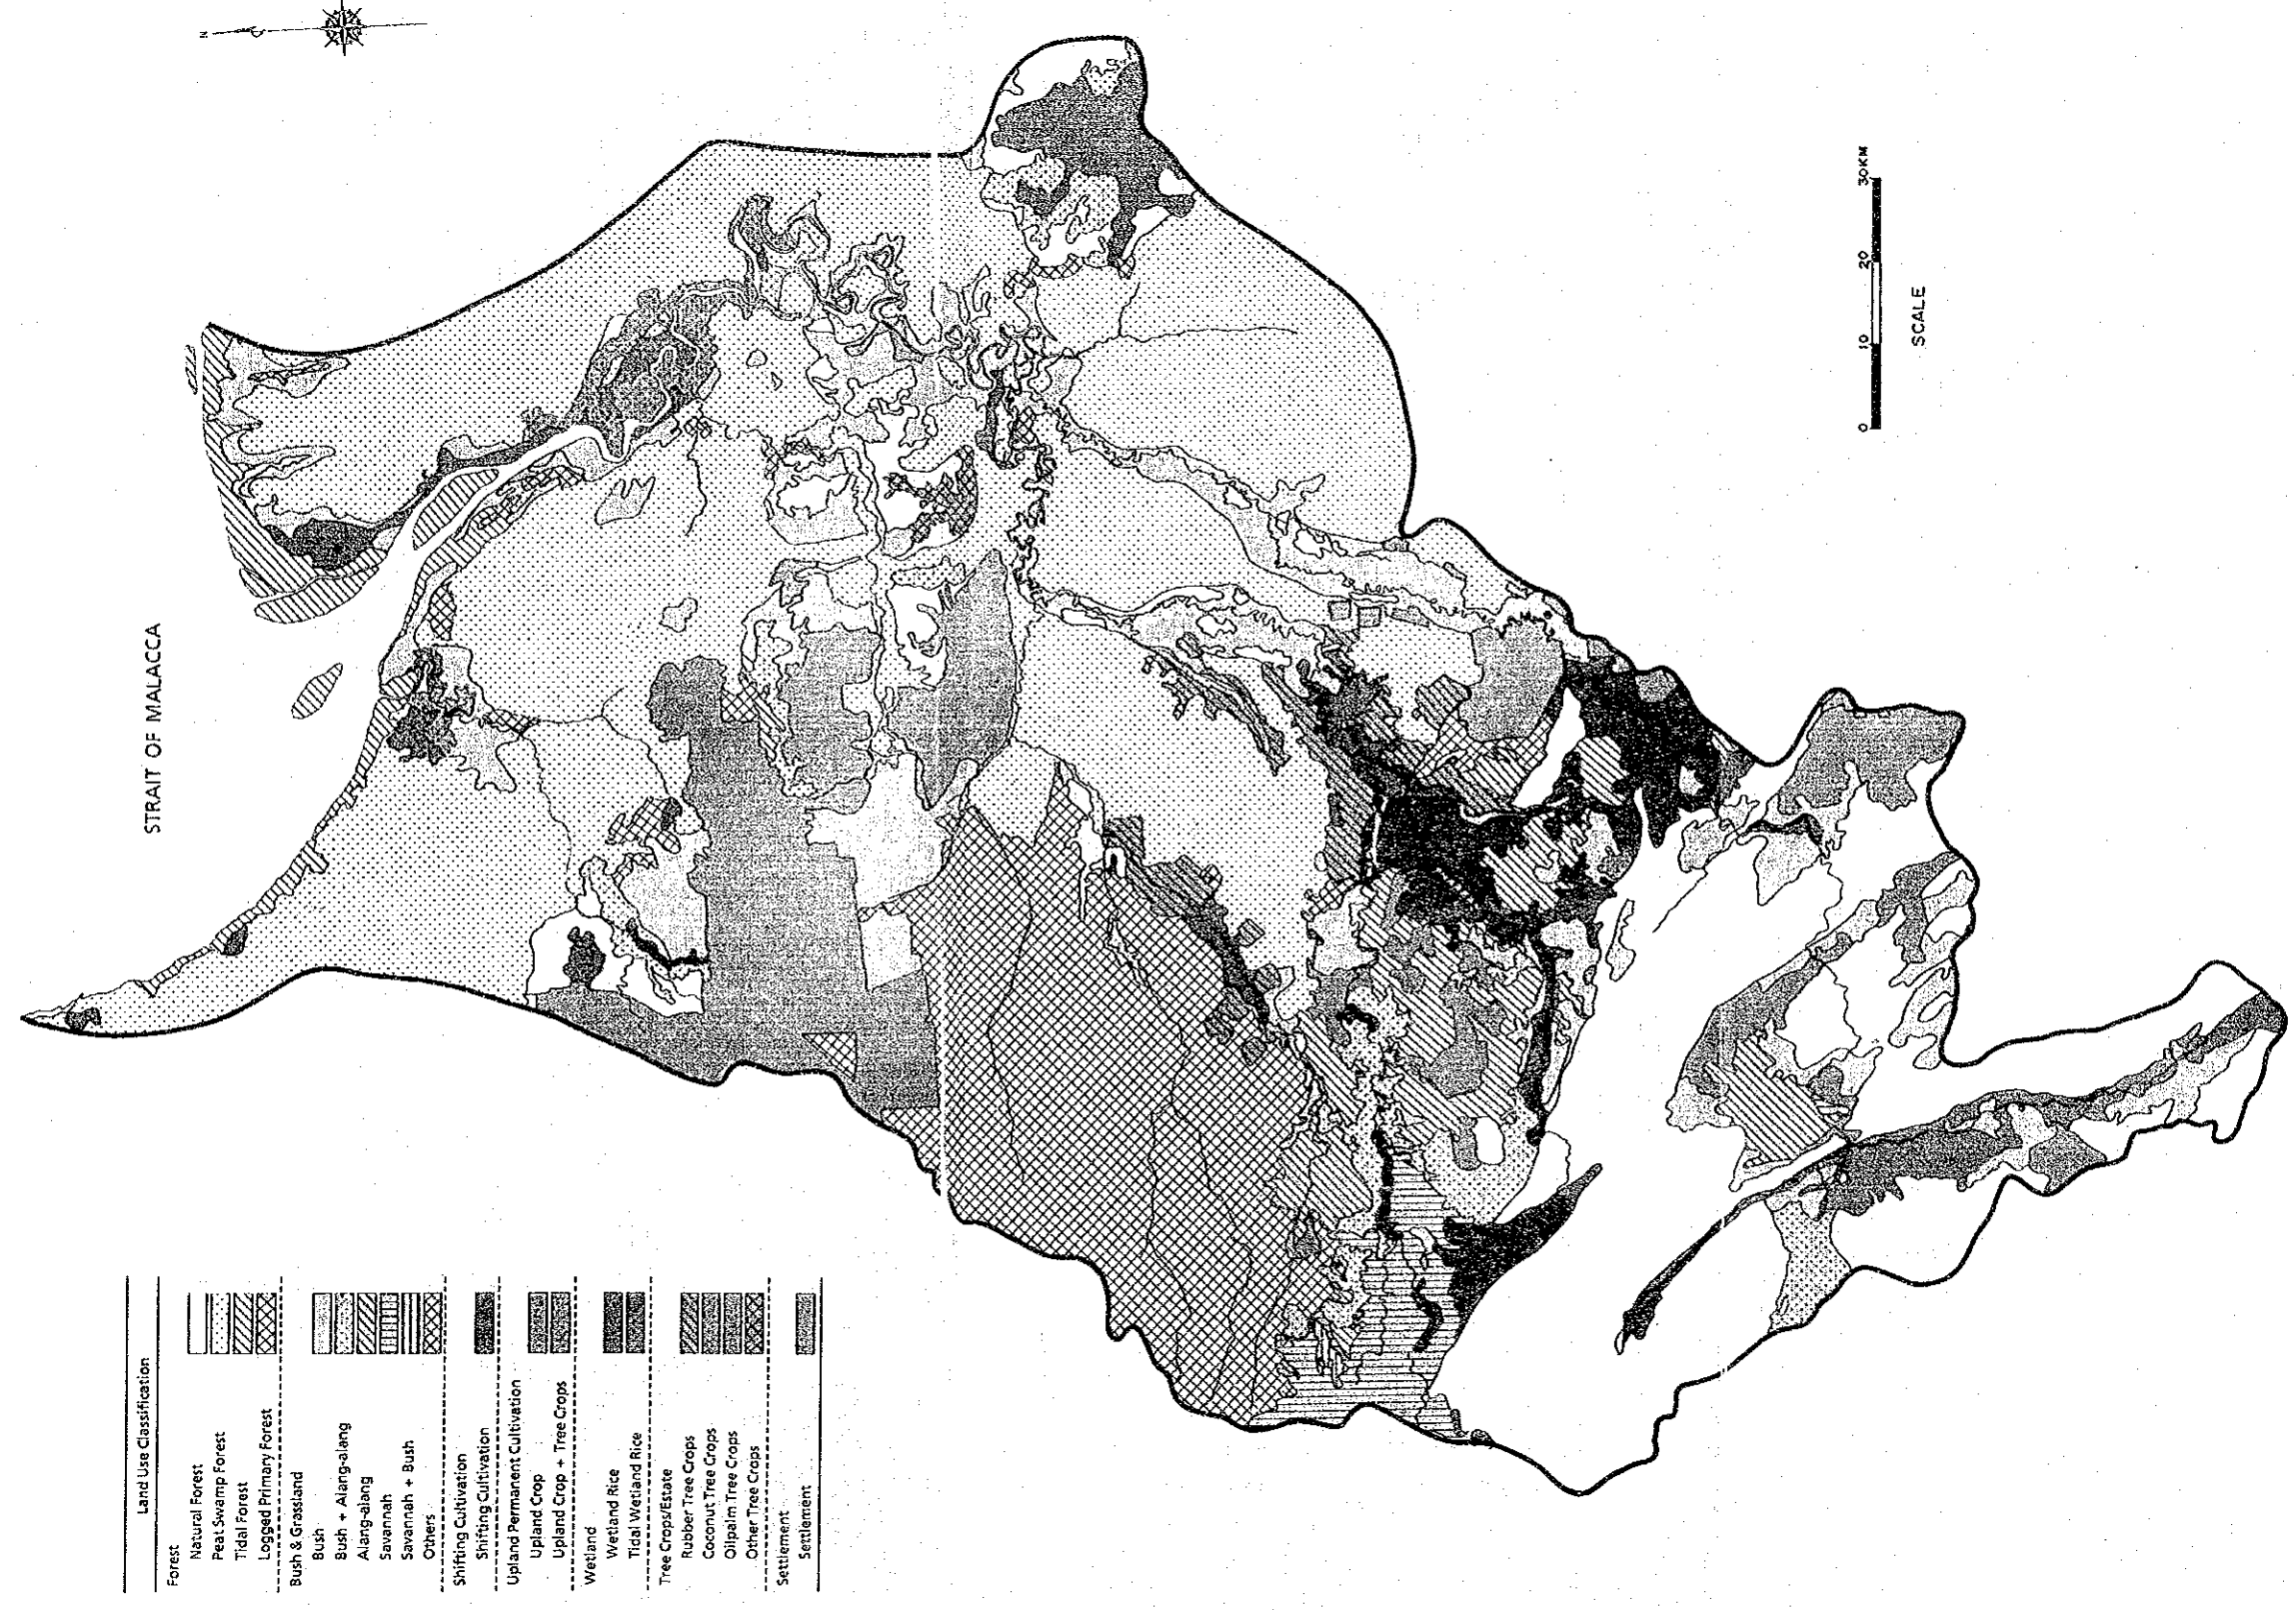 N
STRAIT OF MALACCA
Land Use Classification
Forest
Natural Forest
Peat Swamp Forest
Tidal Forest
Logged Primary Forest
Bush & Grassland
Bush
Bush + Alang-alang
Alang-alang
Savannah
Savannah + Bush
Others
Shifting Cultivation
Shifting Cultivation
Upland Permanent Cultivation
Upland Crop
Upland Crop + Tree Crops
Wetland
Wetland Rice
Tidal Wetland Rice
Tree Crops/Estate
Rubber Tree Crops
Coconut Tree Crops
Oilpalm Tree Crops
Other Tree Crops
Settlement
Settlement
0 10 20 30KM
SCALE